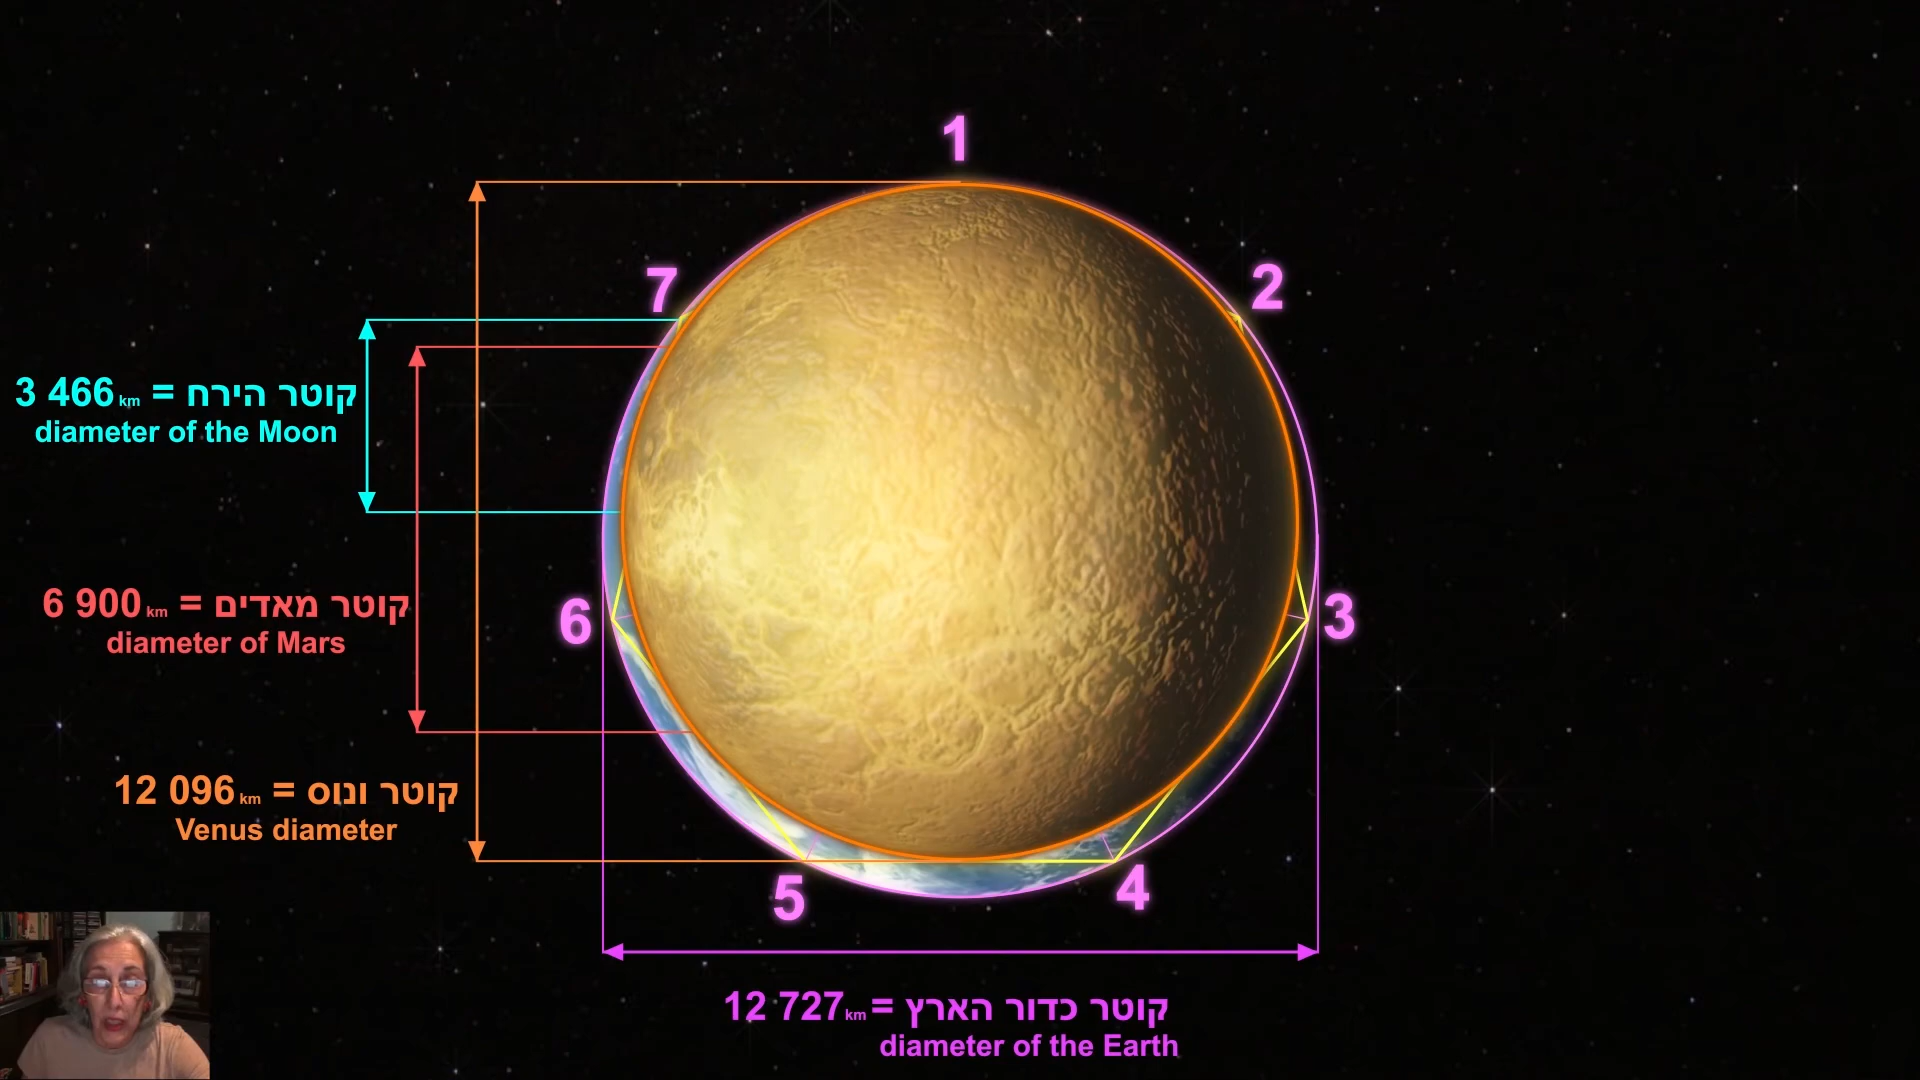 1
2
7
3 466 km = קוטר הירח
diameter of the Moon
6 900 km = קוטר מאדים
diameter of Mars
6
3
12 096 km = קוטר ונוס
Venus diameter
5
4
12 727 km = קוטר כדור הארץ
diameter of the Earth